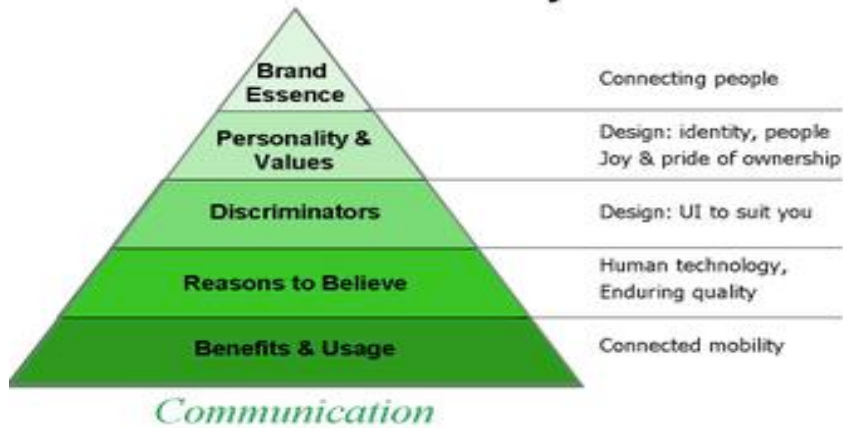 Brand
Essence
Connecting people
Personality &
Values
Design: identity, people
Joy & pride of ownership
Discriminators
Design: UI to suit you
Reasons to Believe
Human technology,
Enduring quality
Benefits & Usage
Connected mobility
Communication